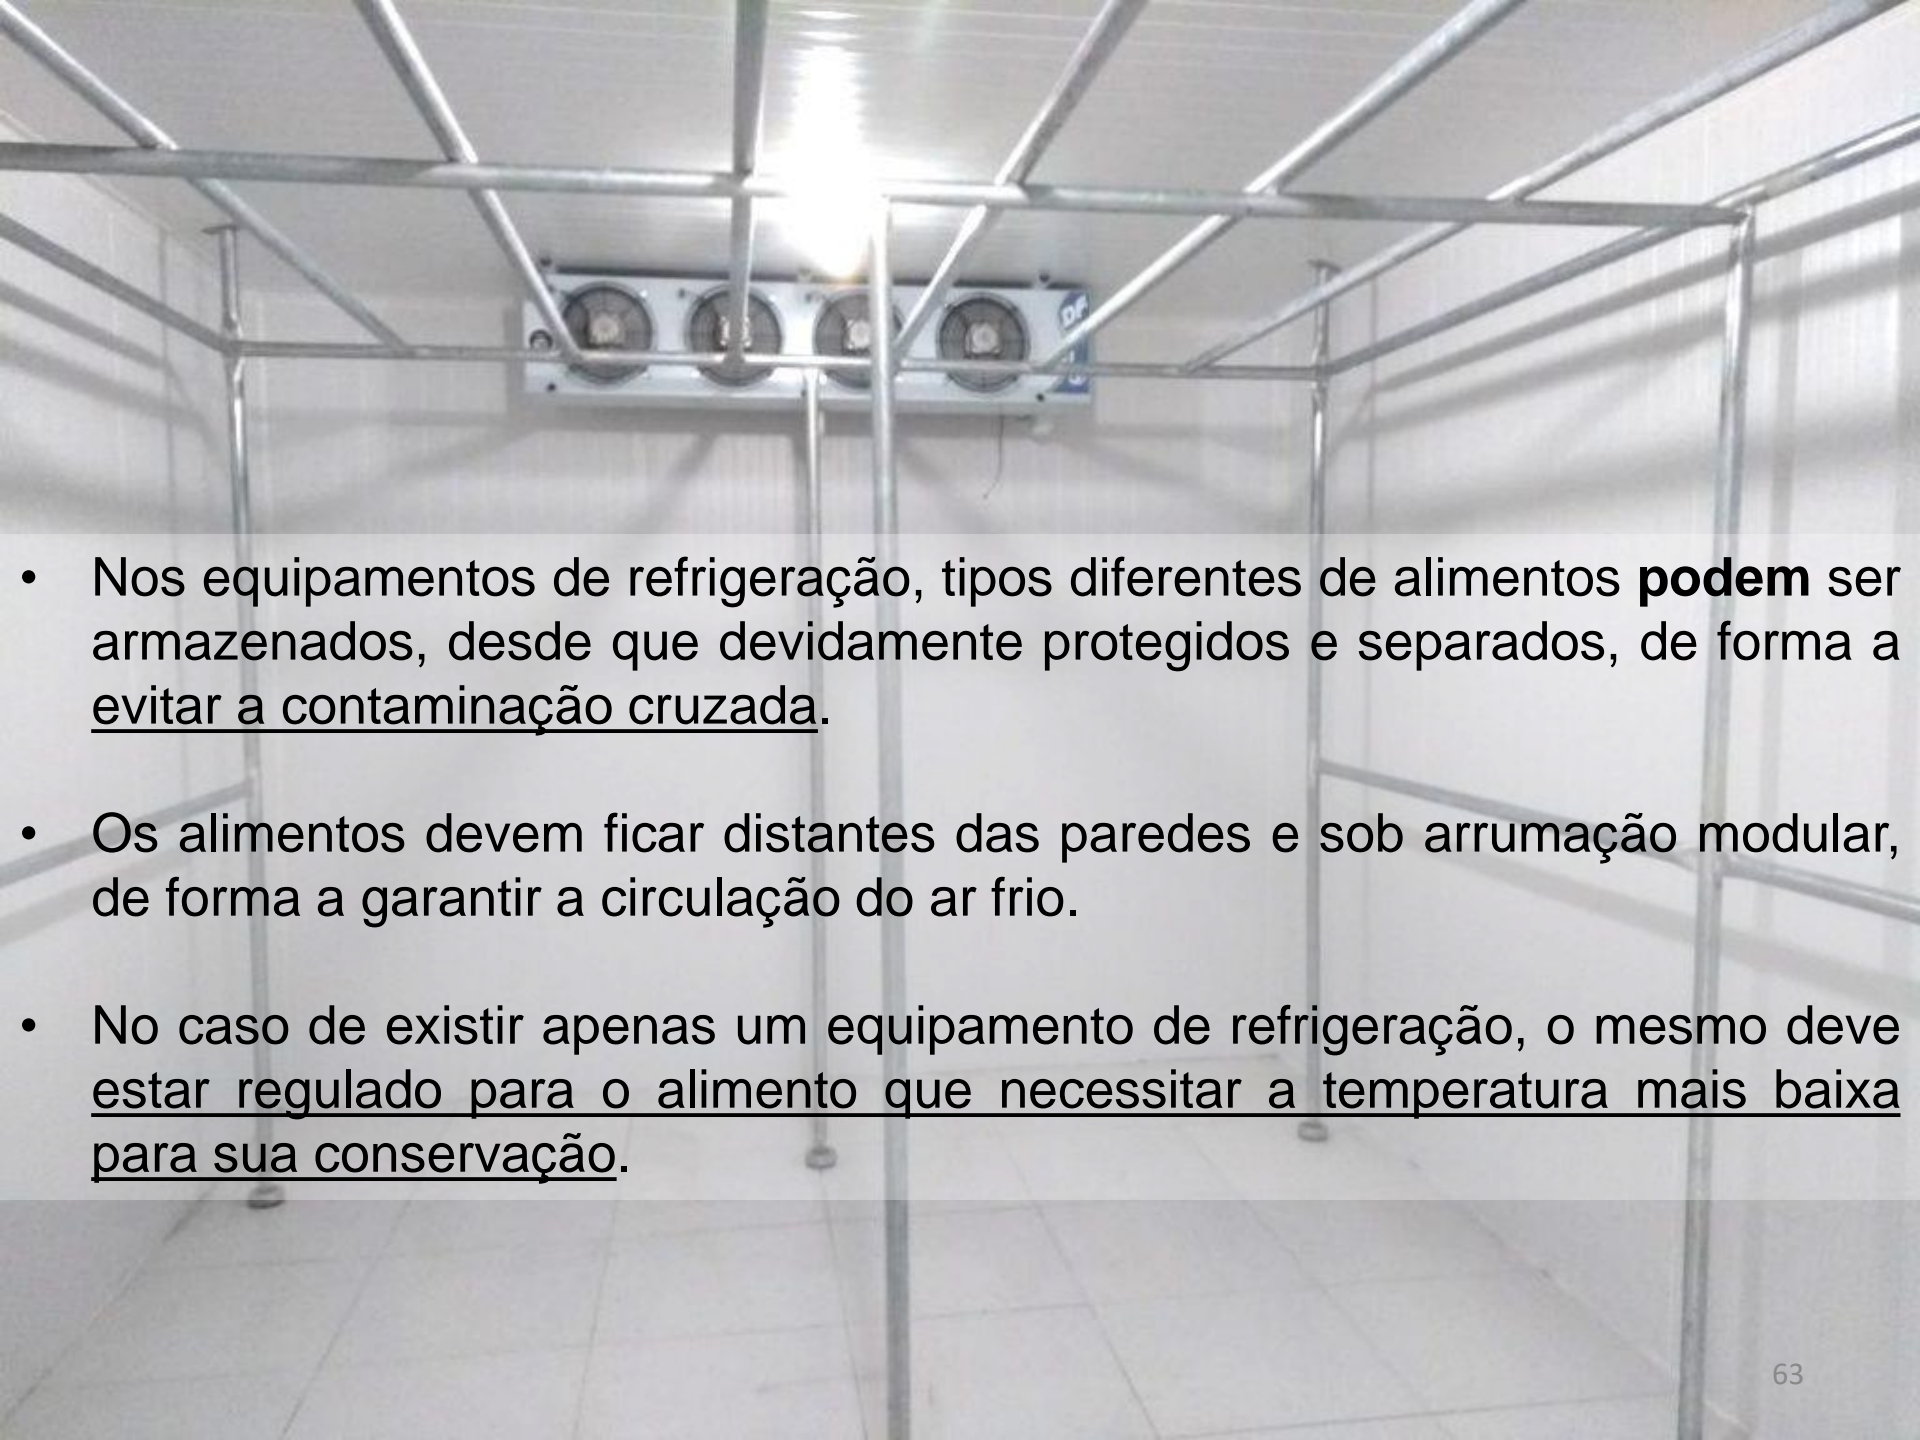 • Nos equipamentos de refrigeração, tipos diferentes de alimentos podem ser
armazenados, desde que devidamente protegidos e separados, de forma a
evitar a contaminação cruzada.
• Os alimentos devem ficar distantes das paredes e sob arrumação modular,
de forma a garantir a circulação do ar frio.
• No caso de existir apenas um equipamento de refrigeração, o mesmo deve
estar regulado para o alimento que necessitar a temperatura mais baixa
para sua conservação.
63